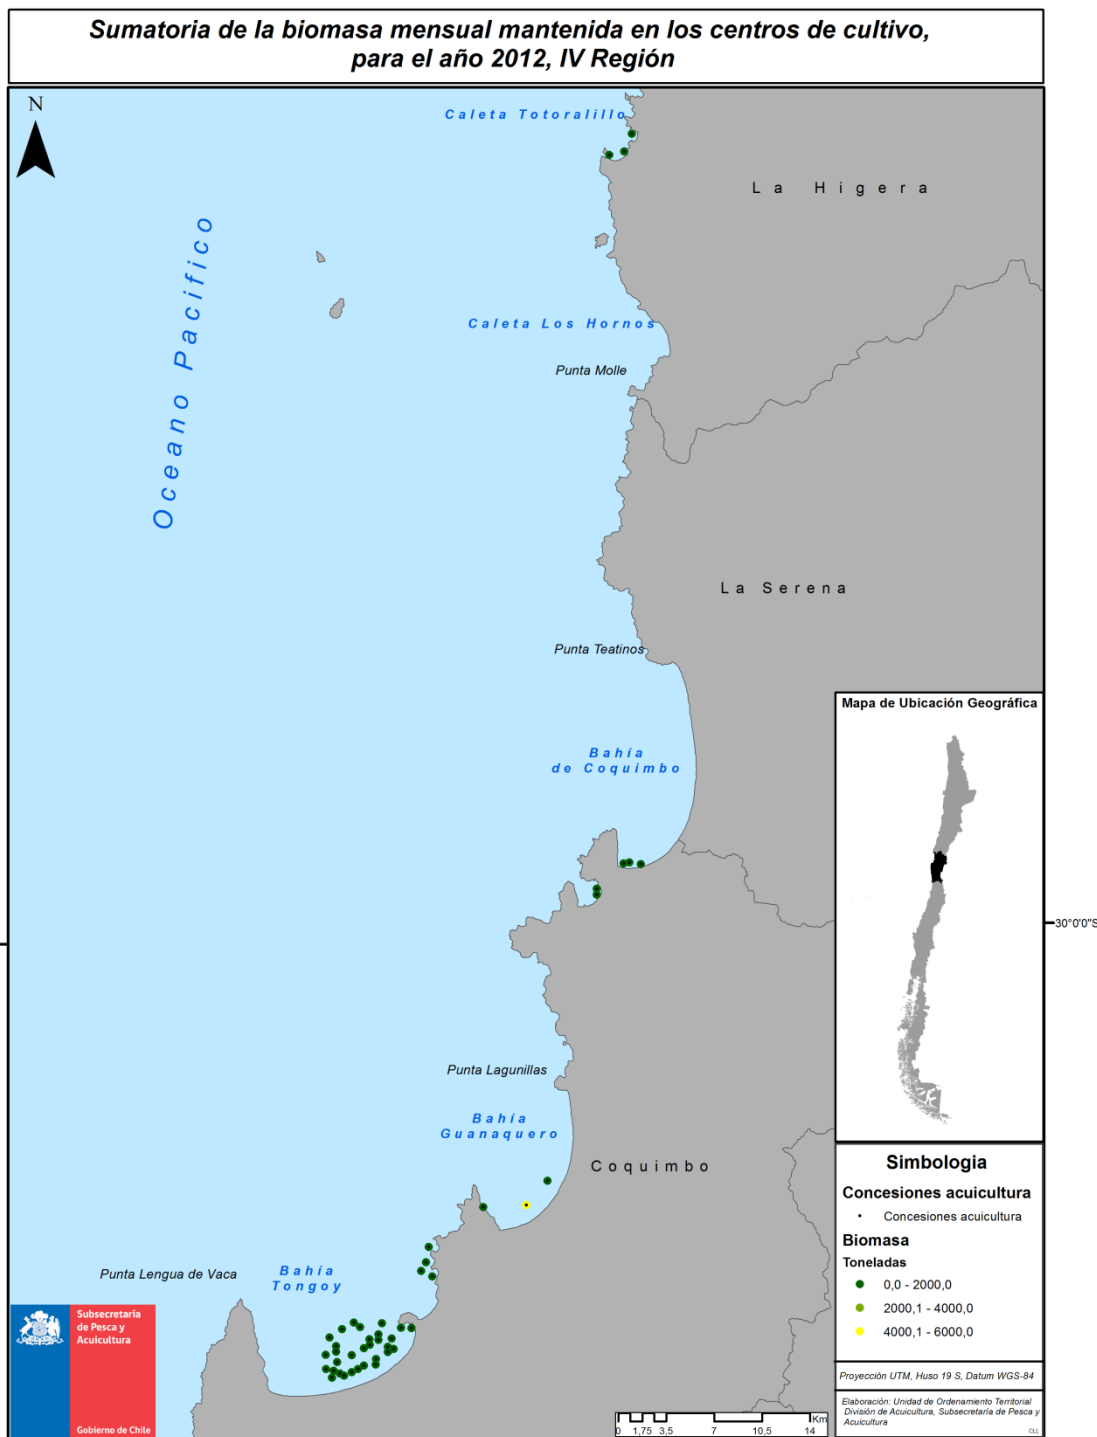 Sumatoria de la biomasa mensual mantenida en los centros de cultivo,
para el año 2012, IV Región
N
Caleta Totoralillo
La Higera
Oceano Pacifico
Caleta Los Hornos
Punta Molle
La Serena
Punta Teatinos
Bahía
de Coquimbo
30°0'0"S
Punta Lagunillas
Bahía
Guanaquero
Coquimbo
Punta Lengua de Vaca
Bahía
Tongoy
Subsecretaría
de Pesca y
Acuicultura
Gobierno de Chile
Mapa de Ubicación Geográfica
Simbologia
Concesiones acuicultura
Concesiones acuicultura
Biomasa
Toneladas
0,0 - 2000,0
2000,1 - 4000,0
4000,1 - 6000,0
Proyección UTM, Huso 19 S, Datum WGS-84
Elaboración: Unidad de Ordenamiento Territorial
División de Acuicultura, Subsecretaría de Pesca y
Acuicultura
CLL
Km
0 1,75 3,5 7 10,5 14